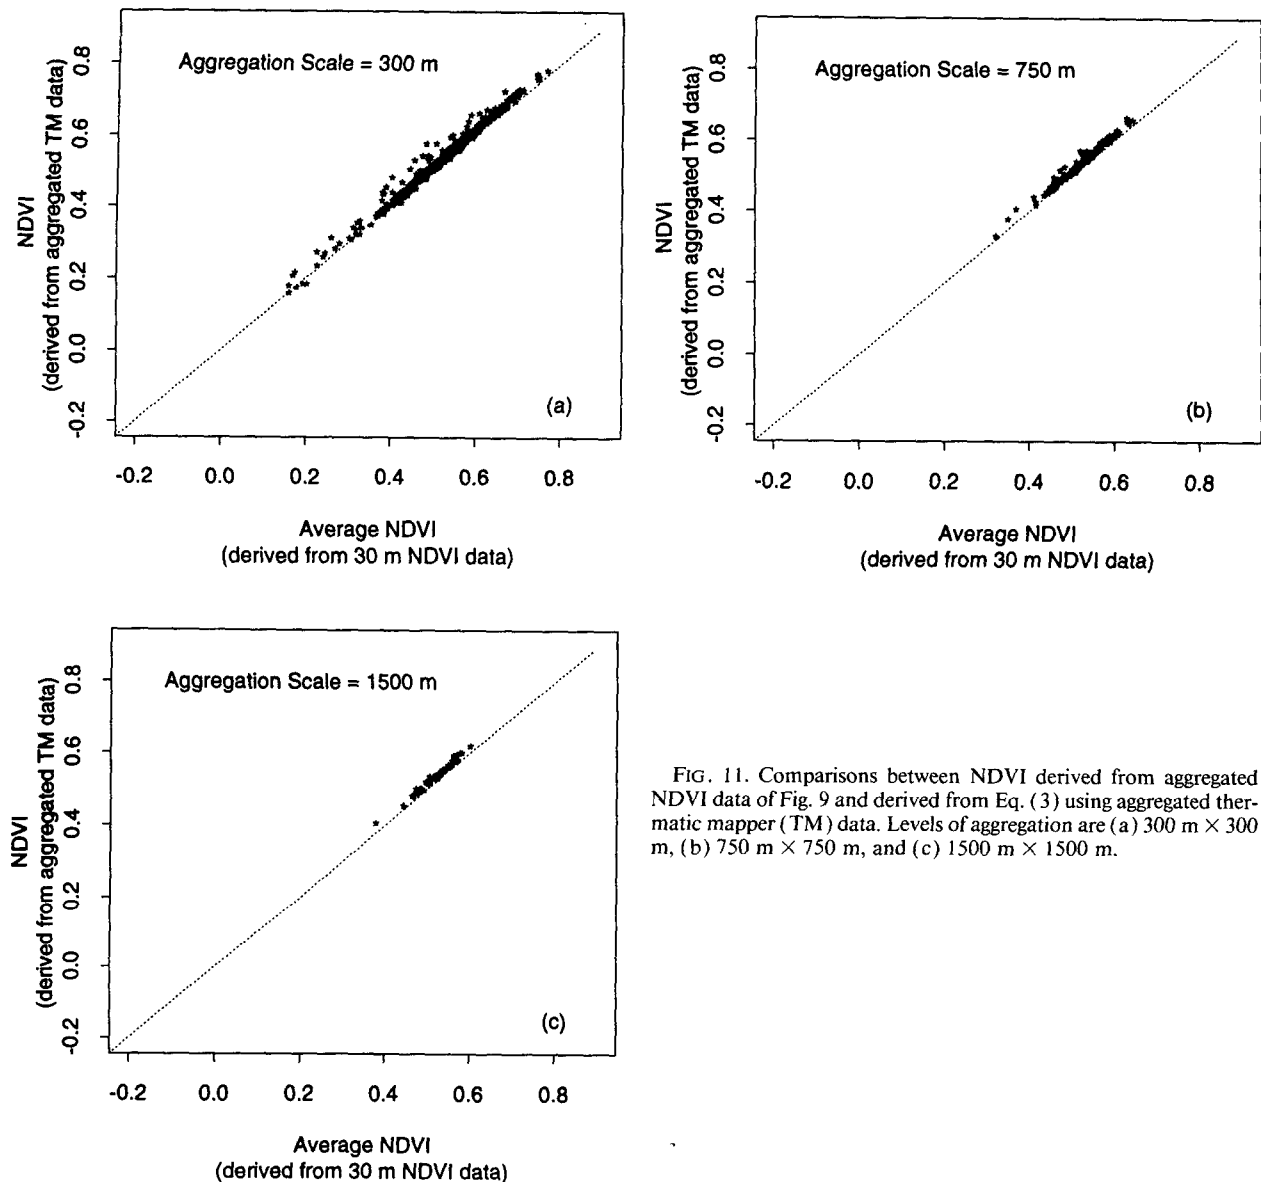 Aggregation Scale = 300 m
NDVI
(derived from aggregated TM data)
-0.2 0.0 0.2 0.4 0.6 0.8
(a)
-0.2 0.0 0.2 0.4 0.6 0.8
Average NDVI
(derived from 30 m NDVI data)
Aggregation Scale = 750 m
NDVI
(derived from aggregated TM data)
-0.2 0.0 0.2 0.4 0.6 0.8
(b)
-0.2 0.0 0.2 0.4 0.6 0.8
Average NDVI
(derived from 30 m NDVI data)
Aggregation Scale = 1500 m
NDVI
(derived from aggregated TM data)
-0.2 0.0 0.2 0.4 0.6 0.8
(c)
-0.2 0.0 0.2 0.4 0.6 0.8
Average NDVI
(derived from 30 m NDVI data)
FIG. 11. Comparisons between NDVI derived from aggregated
NDVI data of Fig. 9 and derived from Eq. (3) using aggregated ther-
matic mapper (TM) data. Levels of aggregation are (a) 300 m × 300
m, (b) 750 m × 750 m, and (c) 1500 m × 1500 m.